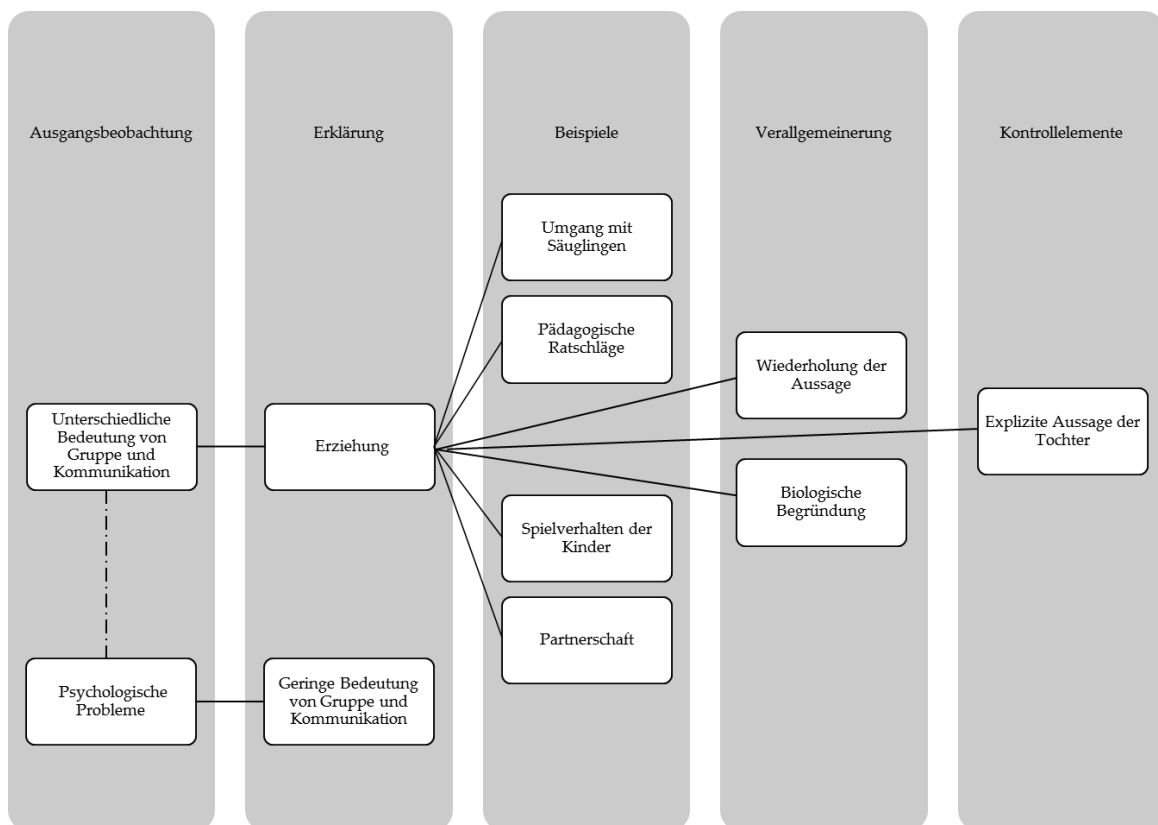 Ausgangsbeobachtung
Erklärung
Beispiele
Verallgemeinerung
Kontrollelemente
Umgang mit
Säuglingen
Pädagogische
Ratschläge
Wiederholung der
Aussage
Unterschiedliche
Bedeutung von
Gruppe und
Kommunikation
Erziehung
Explizite Aussage der
Tochter
Biologische
Begründung
Spielverhalten der
Kinder
Partnerschaft
Psychologische
Probleme
Geringe Bedeutung
von Gruppe und
Kommunikation